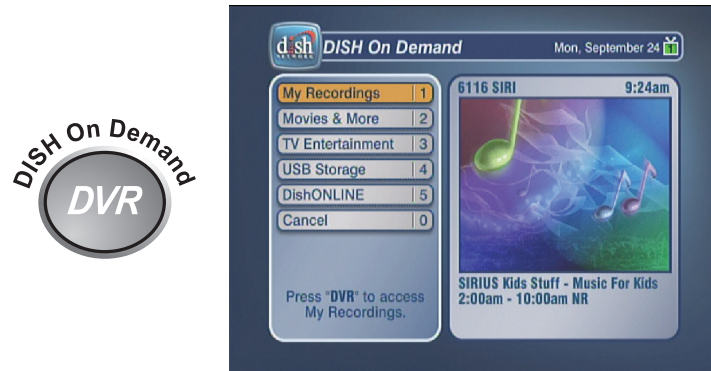 DISH On Demand
DVR
dish
NETWORK
DISH On Demand
Mon, September 24 1
My Recordings 1
Movies & More 2
TV Entertainment 3
USB Storage 4
DishONLINE 5
Cancel 0
Press "DVR" to access
My Recordings.
6116 SIRI 9:24am
SIRIUS Kids Stuff - Music For Kids
2:00am - 10:00am NR